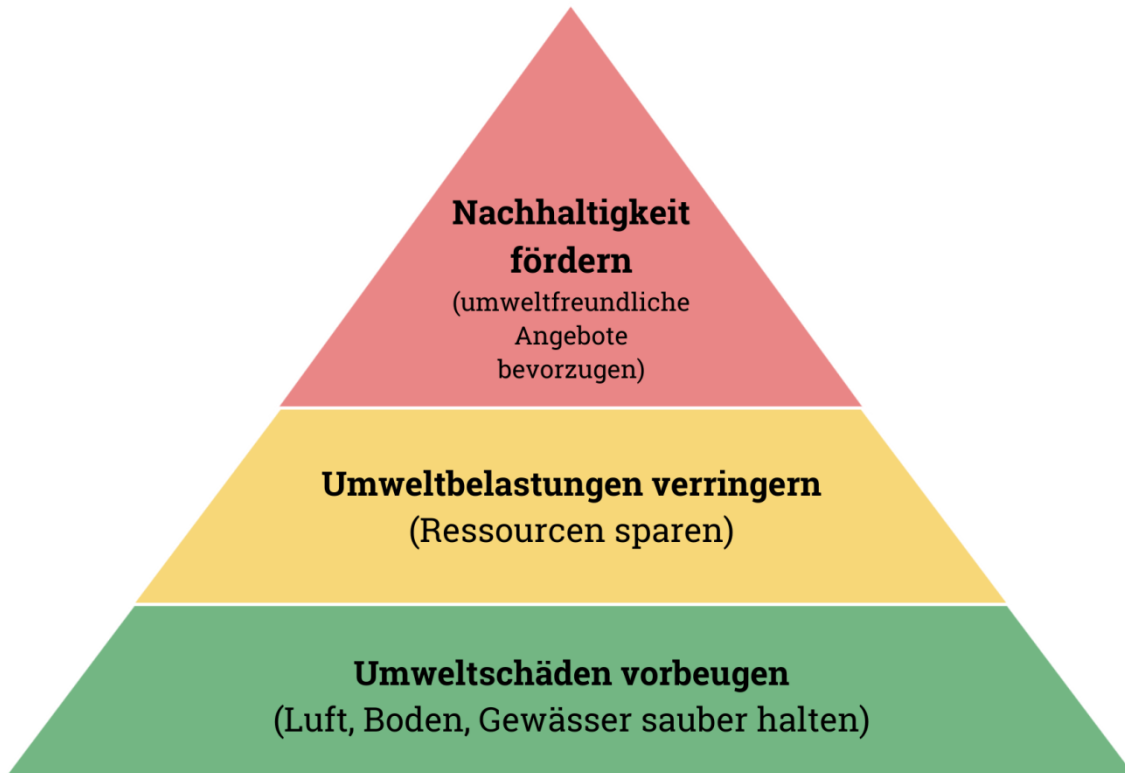 Nachhaltigkeit
fördern
(umweltfreundliche
Angebote
bevorzugen)
Umweltbelastungen verringern
(Ressourcen sparen)
Umweltschäden vorbeugen
(Luft, Boden, Gewässer sauber halten)